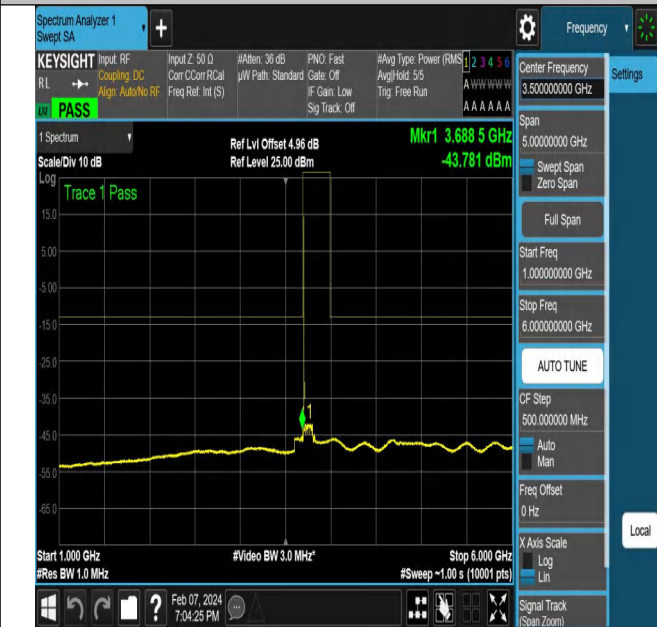 Spectrum Analyzer 1
Swept SA
Frequency
KEYSIGHT
RL
PASS
Input: RF
Coupling: DC
Align: Auto/No RF
Input Z: 50 Ω
Corr CCorr RCal
Freq Ref: Int (S)
#Atten: 36 dB
µW Path: Standard
PNO: Fast
Gate: Off
IF Gain: Low
Sig Track: Off
#Avg Type: Power (RMS)
Avg|Hold: 5/5
Trig: Free Run
1 2 3 4 5 6
A W W W W W
A A A A A A
1 Spectrum
Scale/Div 10 dB
Ref Lvl Offset 4.96 dB
Ref Level 25.00 dBm
Mkr1 3.688 5 GHz
-43.781 dBm
Log
Trace 1 Pass
15.0
5.00
-5.00
-15.0
-25.0
-35.0
-45.0
-55.0
-65.0
1
Start 1.000 GHz
#Res BW 1.0 MHz
#Video BW 3.0 MHz*
Stop 6.000 GHz
#Sweep ~1.00 s (10001 pts)
Feb 07, 2024
7:04:25 PM
Center Frequency
3.500000000 GHz
Settings
Span
5.00000000 GHz
Swept Span
Zero Span
Full Span
Start Freq
1.000000000 GHz
Stop Freq
6.000000000 GHz
AUTO TUNE
CF Step
500.000000 MHz
Auto
Man
Freq Offset
0 Hz
X Axis Scale
Log
Lin
Signal Track
(Span Zoom)
Local